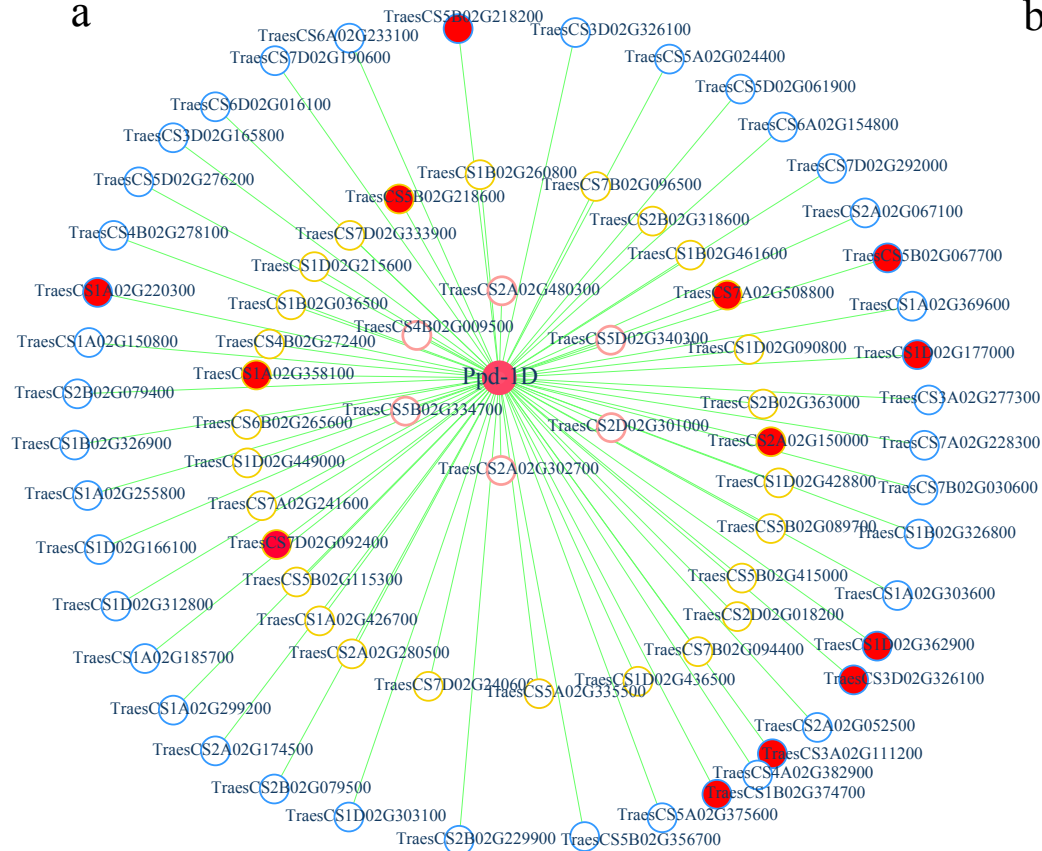 a
b
TraesCS5B02G218200
TraesCS6A02G233100
TraesCS3D02G326100
TraesCS7D02G190600
TraesCS5A02G024400
TraesCS5D02G061900
TraesCS6D02G016100
TraesCS6A02G154800
TraesCS3D02G165800
TraesCS7D02G292000
TraesCS1B02G260800
TraesCS5D02G276200
TraesCS7B02G096500
TraesCS5B02G218600
TraesCS2A02G067100
TraesCS2B02G318600
TraesCS4B02G278100
TraesCS7D02G333900
TraesCS1B02G461600
TraesCS5B02G067700
TraesCS1D02G215600
TraesCS2A02G480300
TraesCS1A02G220300
TraesCS7A02G508800
TraesCS1B02G036500
TraesCS1A02G369600
TraesCS4B02G009500
TraesCS5D02G340300
TraesCS1A02G150800
TraesCS4B02G272400
TraesCS1D02G090800
TraesCS1D02G177000
TraesCS1A02G358100
Ppd-1D
TraesCS2B02G079400
TraesCS3A02G277300
TraesCS2B02G363000
TraesCS5B02G334700
TraesCS6B02G265600
TraesCS2D02G301000
TraesCS1B02G326900
TraesCS2A02G150000
TraesCS7A02G228300
TraesCS1D02G449000
TraesCS2A02G302700
TraesCS1D02G428800
TraesCS7B02G030600
TraesCS1A02G255800
TraesCS7A02G241600
TraesCS5B02G089700
TraesCS1B02G326800
TraesCS1D02G166100
TraesCS7D02G092400
TraesCS5B02G115300
TraesCS5B02G415000
TraesCS1A02G303600
TraesCS1D02G312800
TraesCS1A02G426700
TraesCS2D02G018200
TraesCS1D02G362900
TraesCS1A02G185700
TraesCS2A02G280500
TraesCS7B02G094400
TraesCS3D02G326100
TraesCS7D02G240600
TraesCS5A02G335500
TraesCS1D02G436500
TraesCS1A02G299200
TraesCS2A02G052500
TraesCS2A02G174500
TraesCS3A02G111200
TraesCS4A02G382900
TraesCS2B02G079500
TraesCS1B02G374700
TraesCS1D02G303100
TraesCS5A02G375600
TraesCS2B02G229900
TraesCS5B02G356700